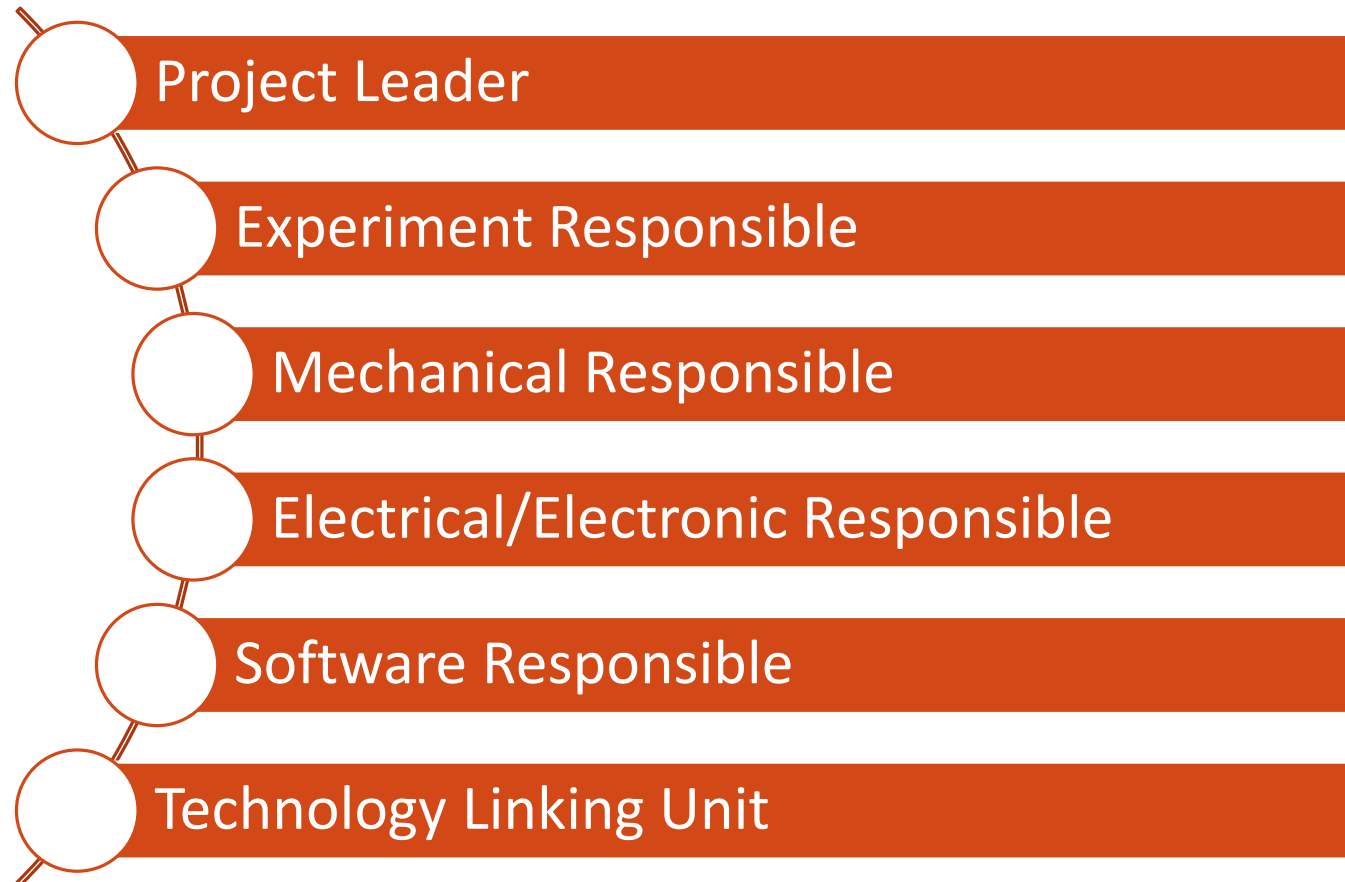 Project Leader
Experiment Responsible
Mechanical Responsible
Electrical/Electronic Responsible
Software Responsible
Technology Linking Unit